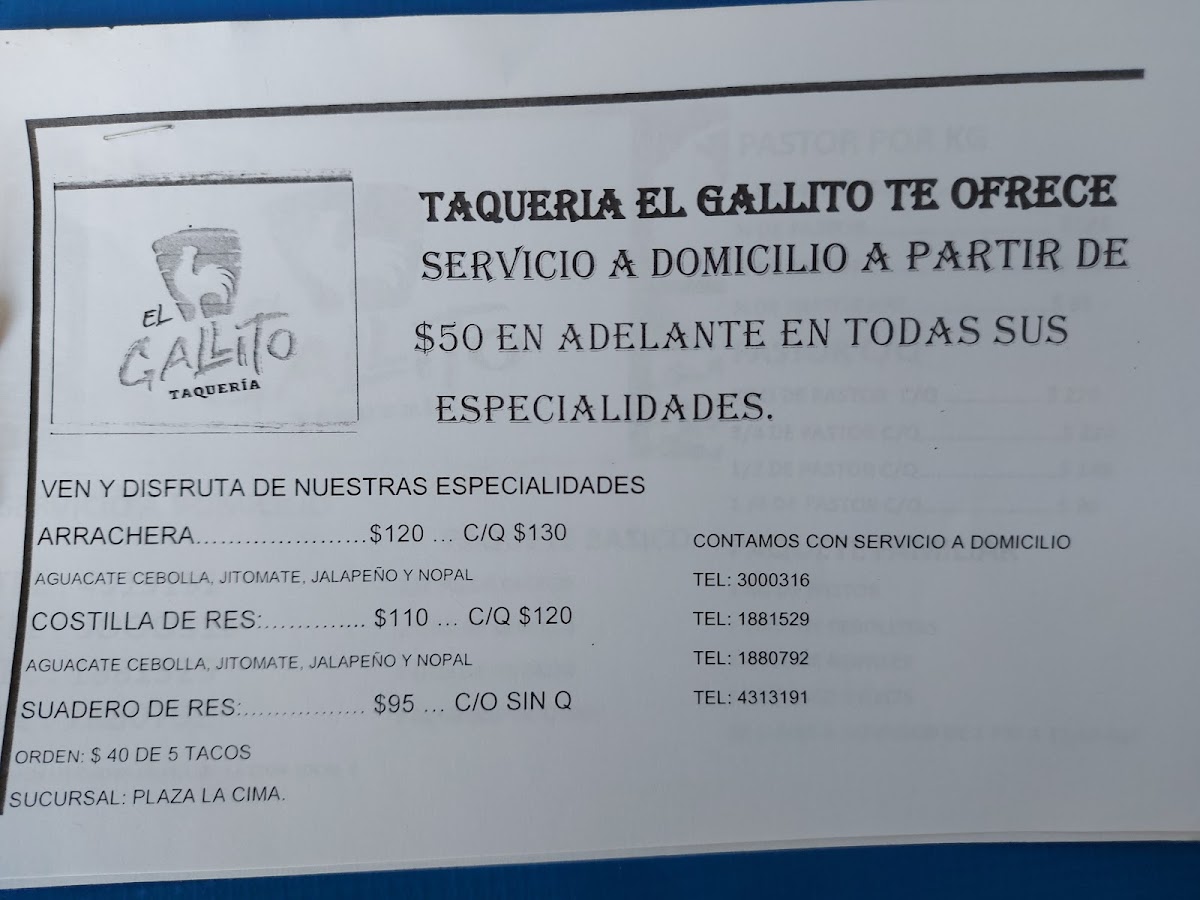 EL
GALLITO
TAQUERÍA
TAQUERIA EL GALLITO TE OFRECE
SERVICIO A DOMICILIO A PARTIR DE
$50 EN ADELANTE EN TODAS SUS
ESPECIALIDADES.
VEN Y DISFRUTA DE NUESTRAS ESPECIALIDADES
ARRACHERA......................$120 ... C/Q $130
AGUACATE CEBOLLA, JITOMATE, JALAPEÑO Y NOPAL
COSTILLA DE RES:............. $110 ... C/Q $120
AGUACATE CEBOLLA, JITOMATE, JALAPEÑO Y NOPAL
SUADERO DE RES:................ $95 ... C/O SIN Q
ORDEN: $ 40 DE 5 TACOS
SUCURSAL: PLAZA LA CIMA.
CONTAMOS CON SERVICIO A DOMICILIO
TEL: 3000316
TEL: 1881529
TEL: 1880792
TEL: 4313191
PASTOR POR KG